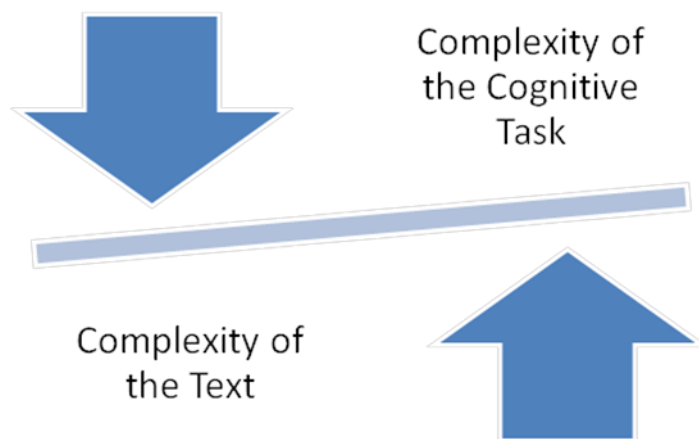 Complexity of
the Cognitive
Task
Complexity of
the Text